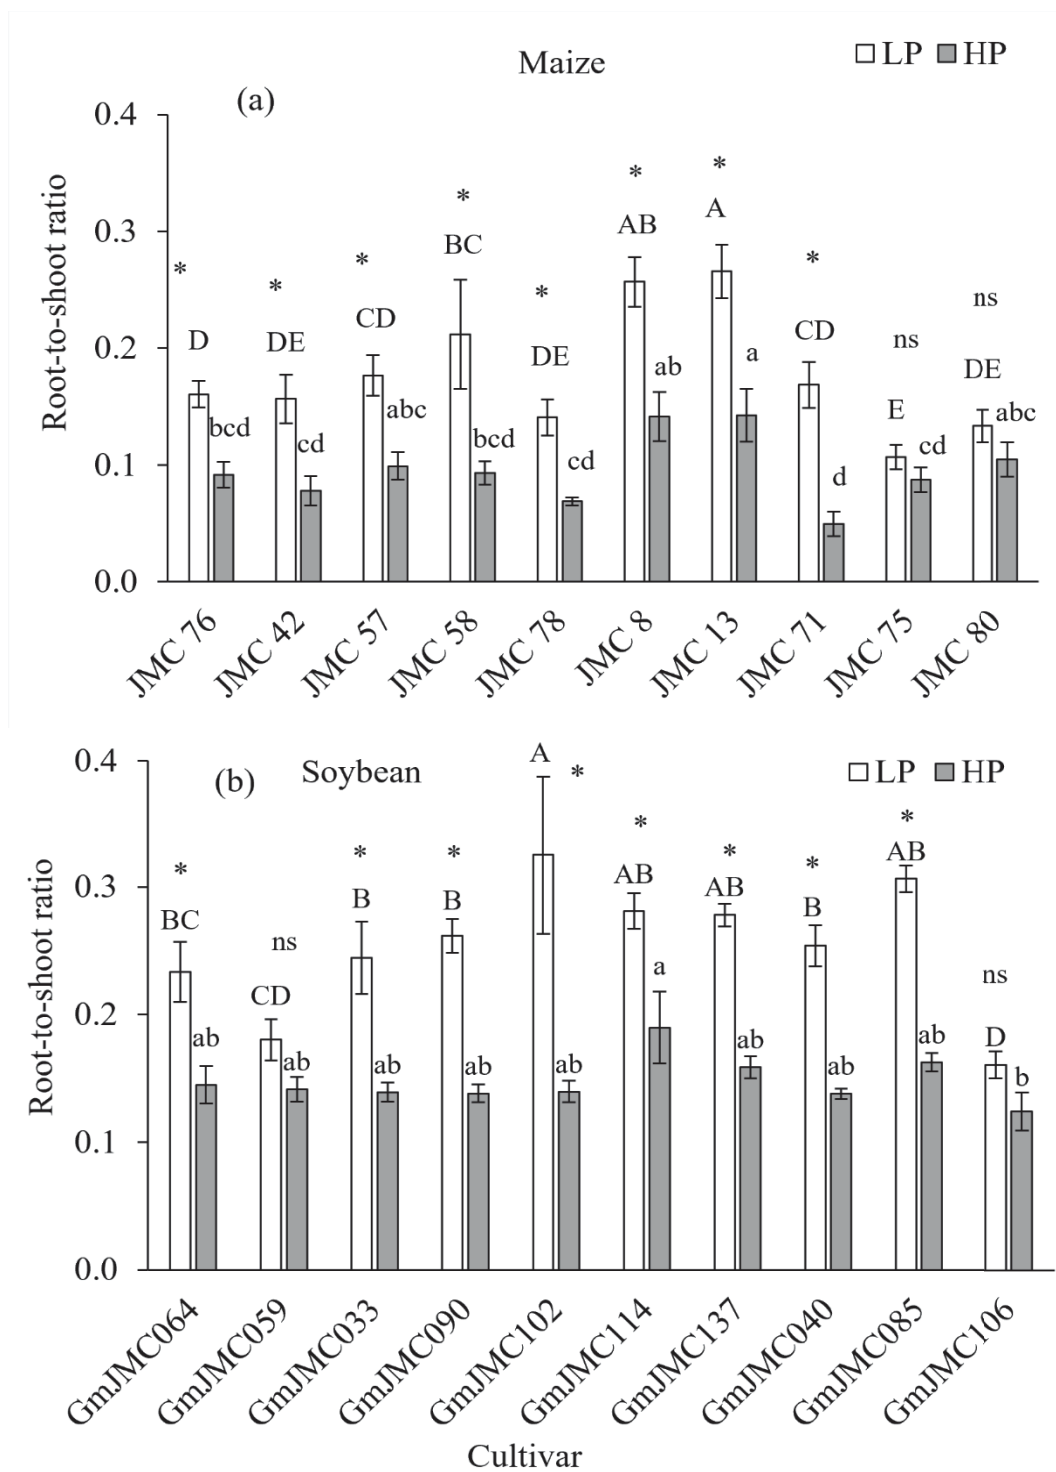 Maize
LP HP
(a)
Root-to-shoot ratio
0.4
0.3
0.2
0.1
0.0
* * * * * * * * ns ns
D DE CD BC DE AB A CD E DE
bcd cd abc bcd cd ab a d cd abc
JMC 76 JMC 42 JMC 57 JMC 58 JMC 78 JMC 8 JMC 13 JMC 71 JMC 75 JMC 80
(b) Soybean
LP HP
Root-to-shoot ratio
0.4
0.3
0.2
0.1
0.0
* ns * * * * * * * ns
BC CD B B A AB AB B AB D
ab ab ab ab ab a ab ab ab b
GmJMC064 GmJMC059 GmJMC033 GmJMC090 GmJMC102 GmJMC114 GmJMC137 GmJMC040 GmJMC085 GmJMC106
Cultivar